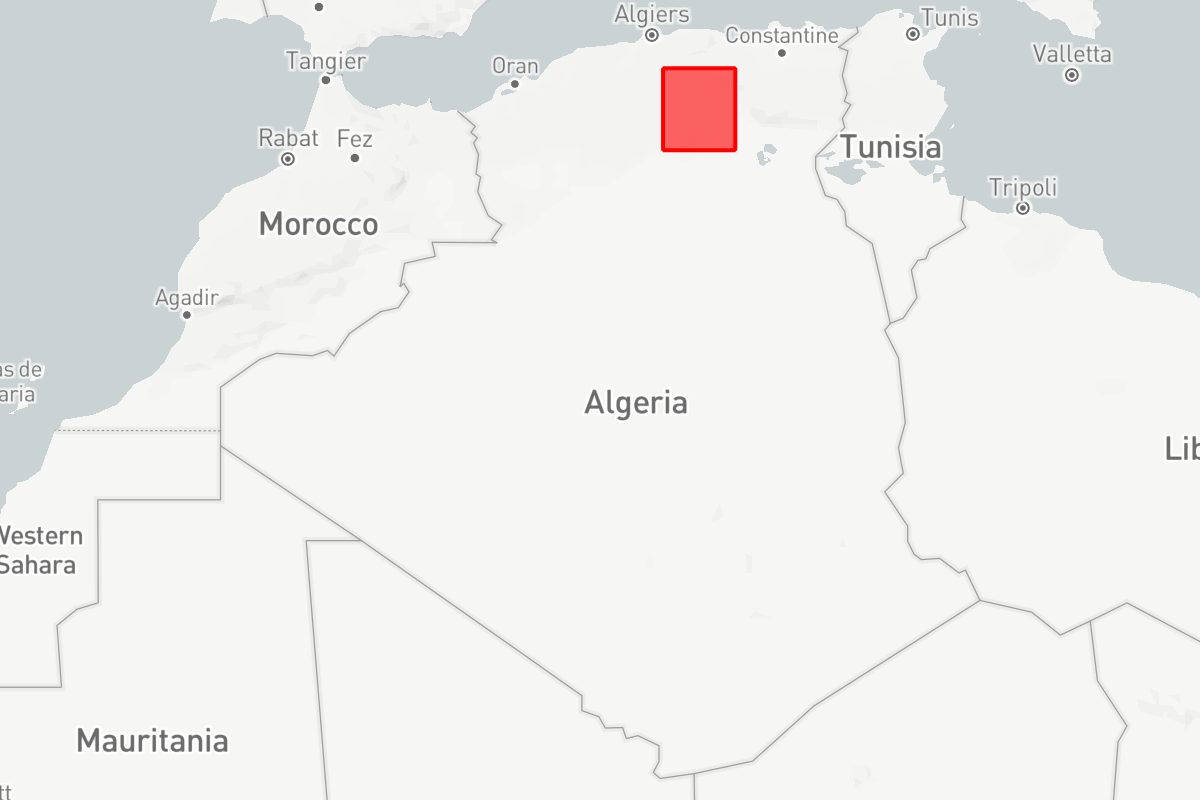 Algiers
Tunis
Constantine
Valletta
Tangier
Oran
Rabat
Fez
Tunisia
Tripoli
Morocco
Agadir
as de
aria
Algeria
Lib
Western
Sahara
Mauritania
tt